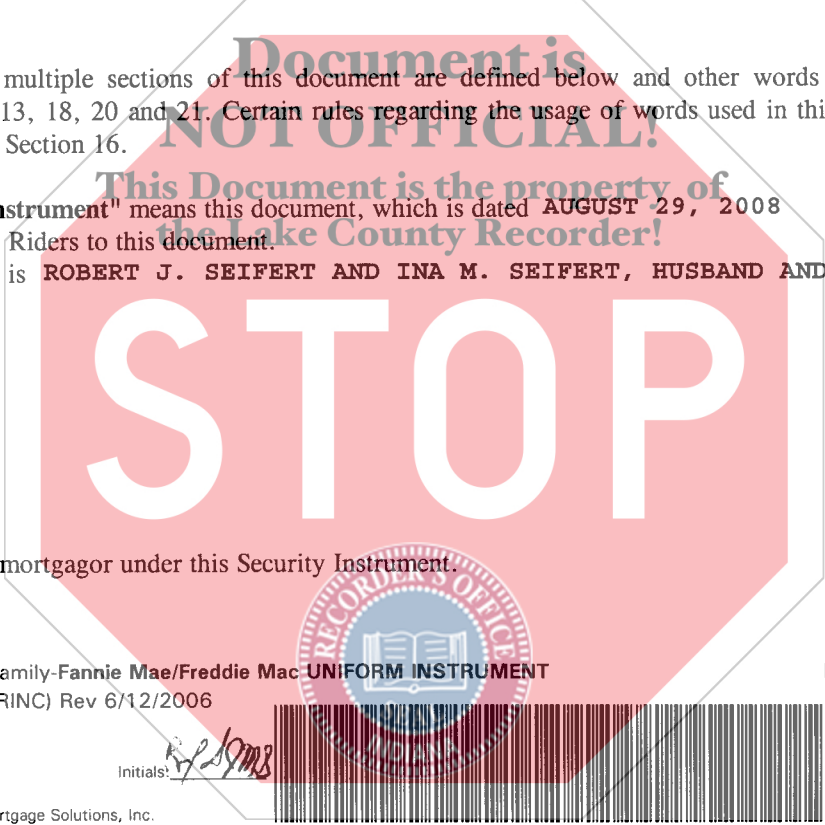 Document is
multiple sections of this document are defined below and other words
13, 18, 20 and 21. Certain rules regarding the usage of words used in thi
NOT OFFICIAL!
Section 16.
This Document is the property of
nstrument" means this document, which is dated AUGUST 29, 2008
the Lake County Recorder!
Riders to this document.
is ROBERT J. SEIFERT AND INA M. SEIFERT, HUSBAND AND
STOP
mortgagor under this Security Instrument.
RECORDER'S OFFICE
amily-Fannie Mae/Freddie Mac UNIFORM INSTRUMENT
RINC) Rev 6/12/2006
INDIANA
Initials:
rtgage Solutions, Inc.